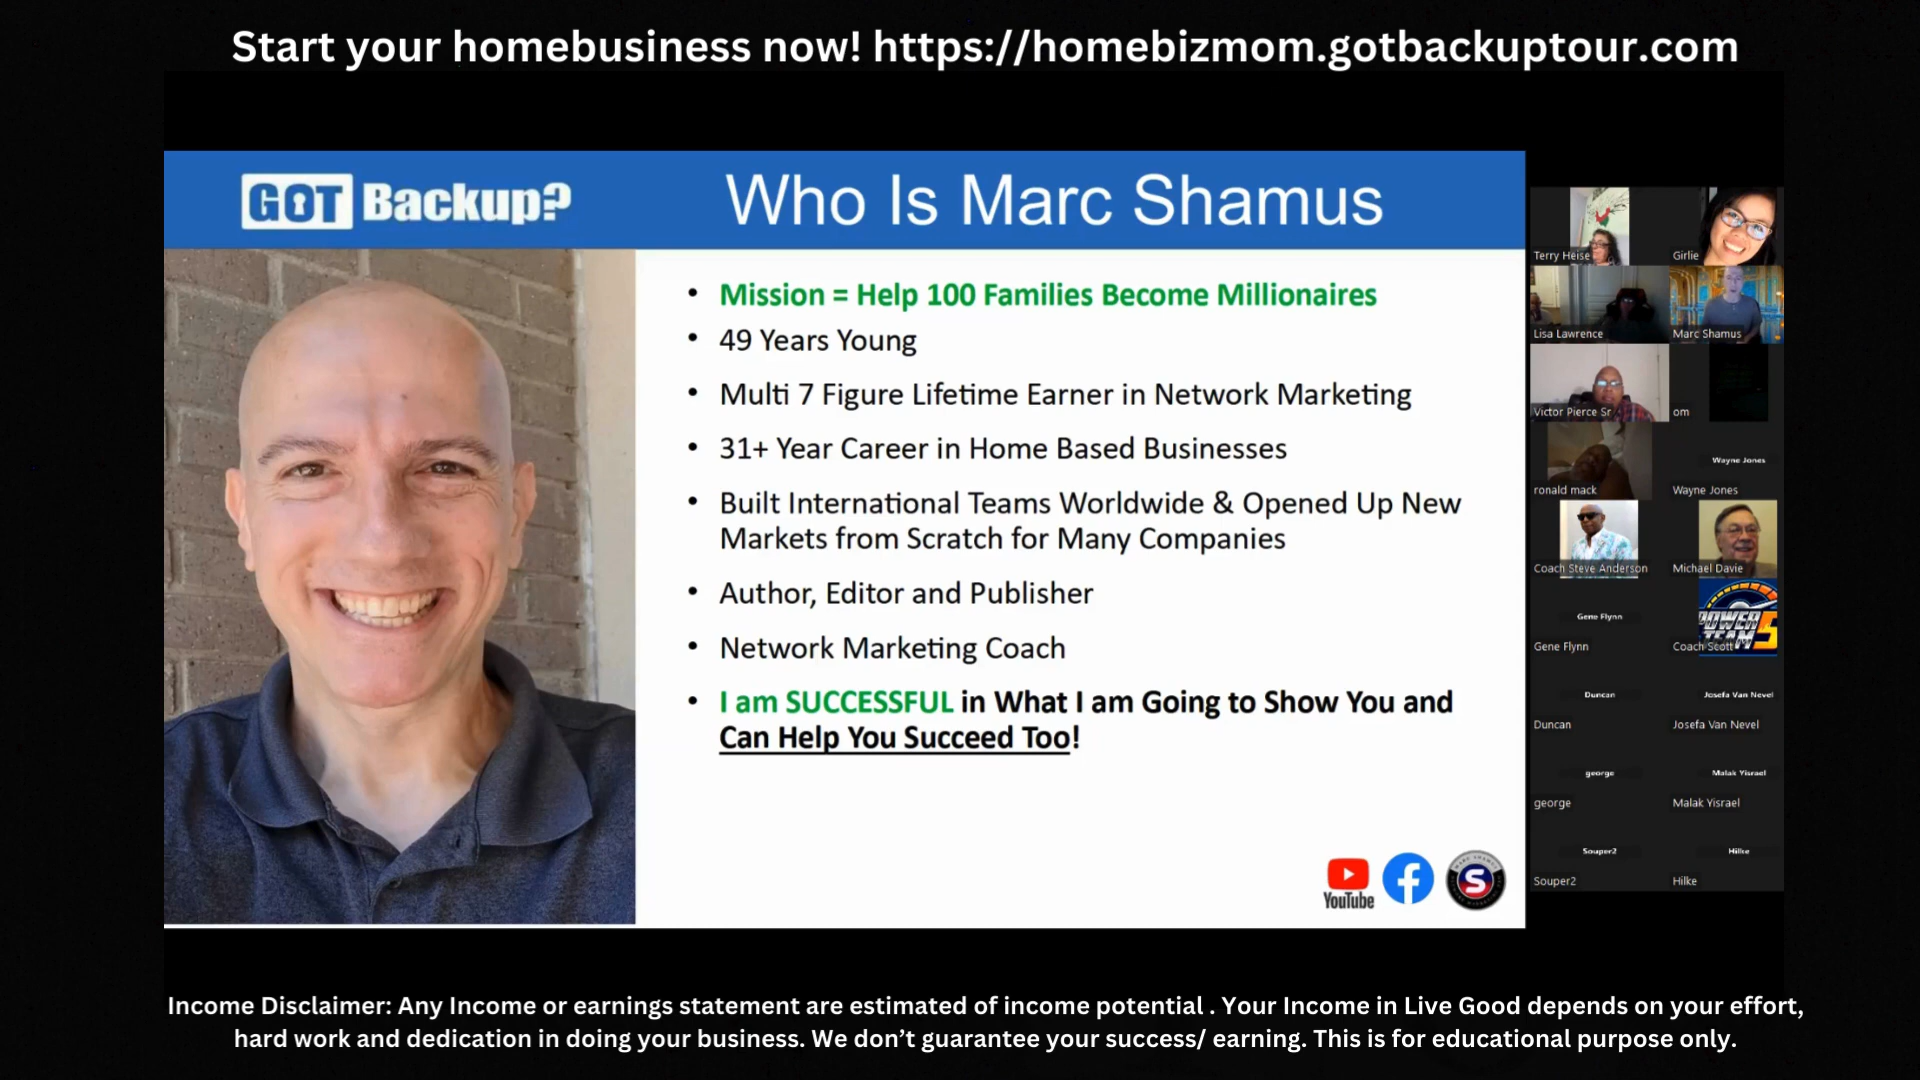 Start your homebusiness now! https://homebizmom.gotbackuptour.com
GOT Backup?
Who Is Marc Shamus
• Mission = Help 100 Families Become Millionaires
• 49 Years Young
• Multi 7 Figure Lifetime Earner in Network Marketing
• 31+ Year Career in Home Based Businesses
• Built International Teams Worldwide & Opened Up New
Markets from Scratch for Many Companies
• Author, Editor and Publisher
• Network Marketing Coach
• I am SUCCESSFUL in What I am Going to Show You and
Can Help You Succeed Too!
YouTube
S
Terry Heise
Girlie
Lisa Lawrence
Marc Shamus
Victor Pierce Sr
om
Wayne Jones
ronald mack
Wayne Jones
Coach Steve Anderson
Michael Davie
Gene Flynn
POWER
TEAM 5
Gene Flynn
Coach Scott
Duncan
Josefa Van Nevel
Duncan
Josefa Van Nevel
george
Malak Yisrael
george
Malak Yisrael
Souper2
Hilke
Souper2
Hilke
Income Disclaimer: Any Income or earnings statement are estimated of income potential . Your Income in Live Good depends on your effort,
hard work and dedication in doing your business. We don’t guarantee your success/ earning. This is for educational purpose only.